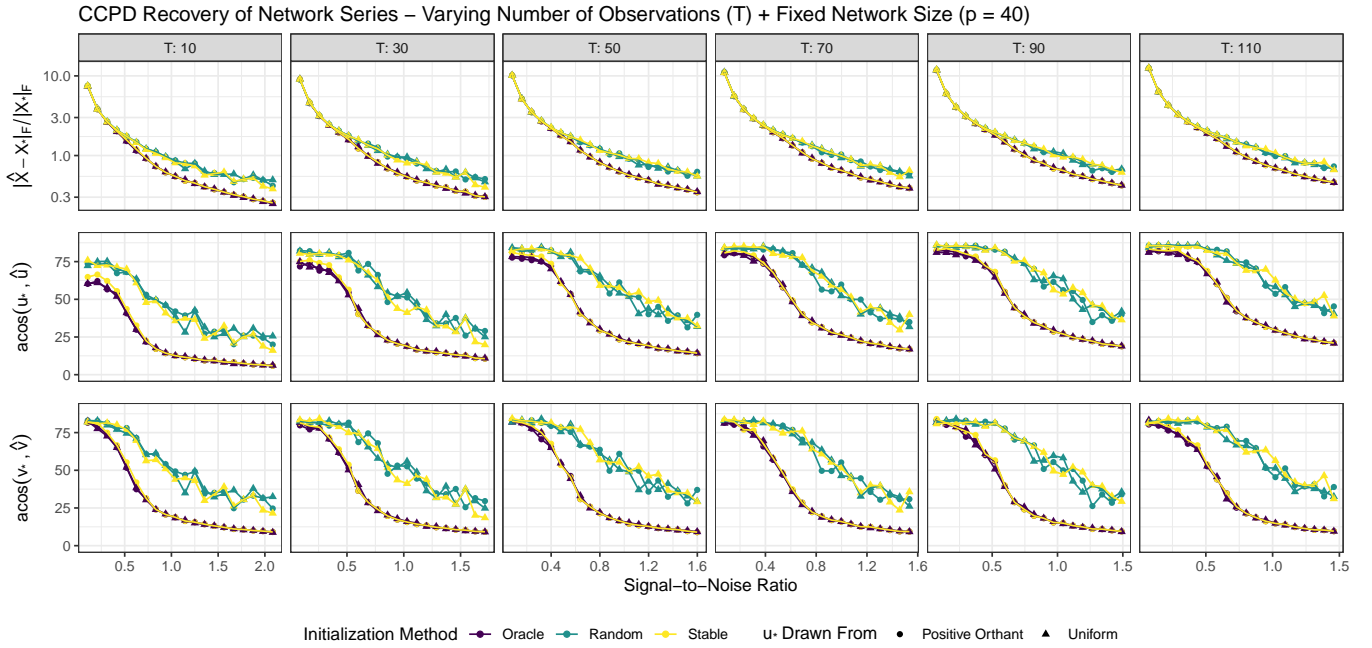 CCPD Recovery of Network Series − Varying Number of Observations (T) + Fixed Network Size (p = 40)
T: 10 T: 30 T: 50 T: 70 T: 90 T: 110
|X̂ − X*|F/|X*|F
10.0
3.0
1.0
0.3
acos(u* , û)
75
50
25
0
acos(v* , v̂)
75
50
25
0
0.5 1.0 1.5 2.0 0.5 1.0 1.5 0.4 0.8 1.2 1.6 0.4 0.8 1.2 1.6 0.5 1.0 1.5 0.5 1.0 1.5
Signal−to−Noise Ratio
Initialization Method Oracle Random Stable u* Drawn From Positive Orthant Uniform